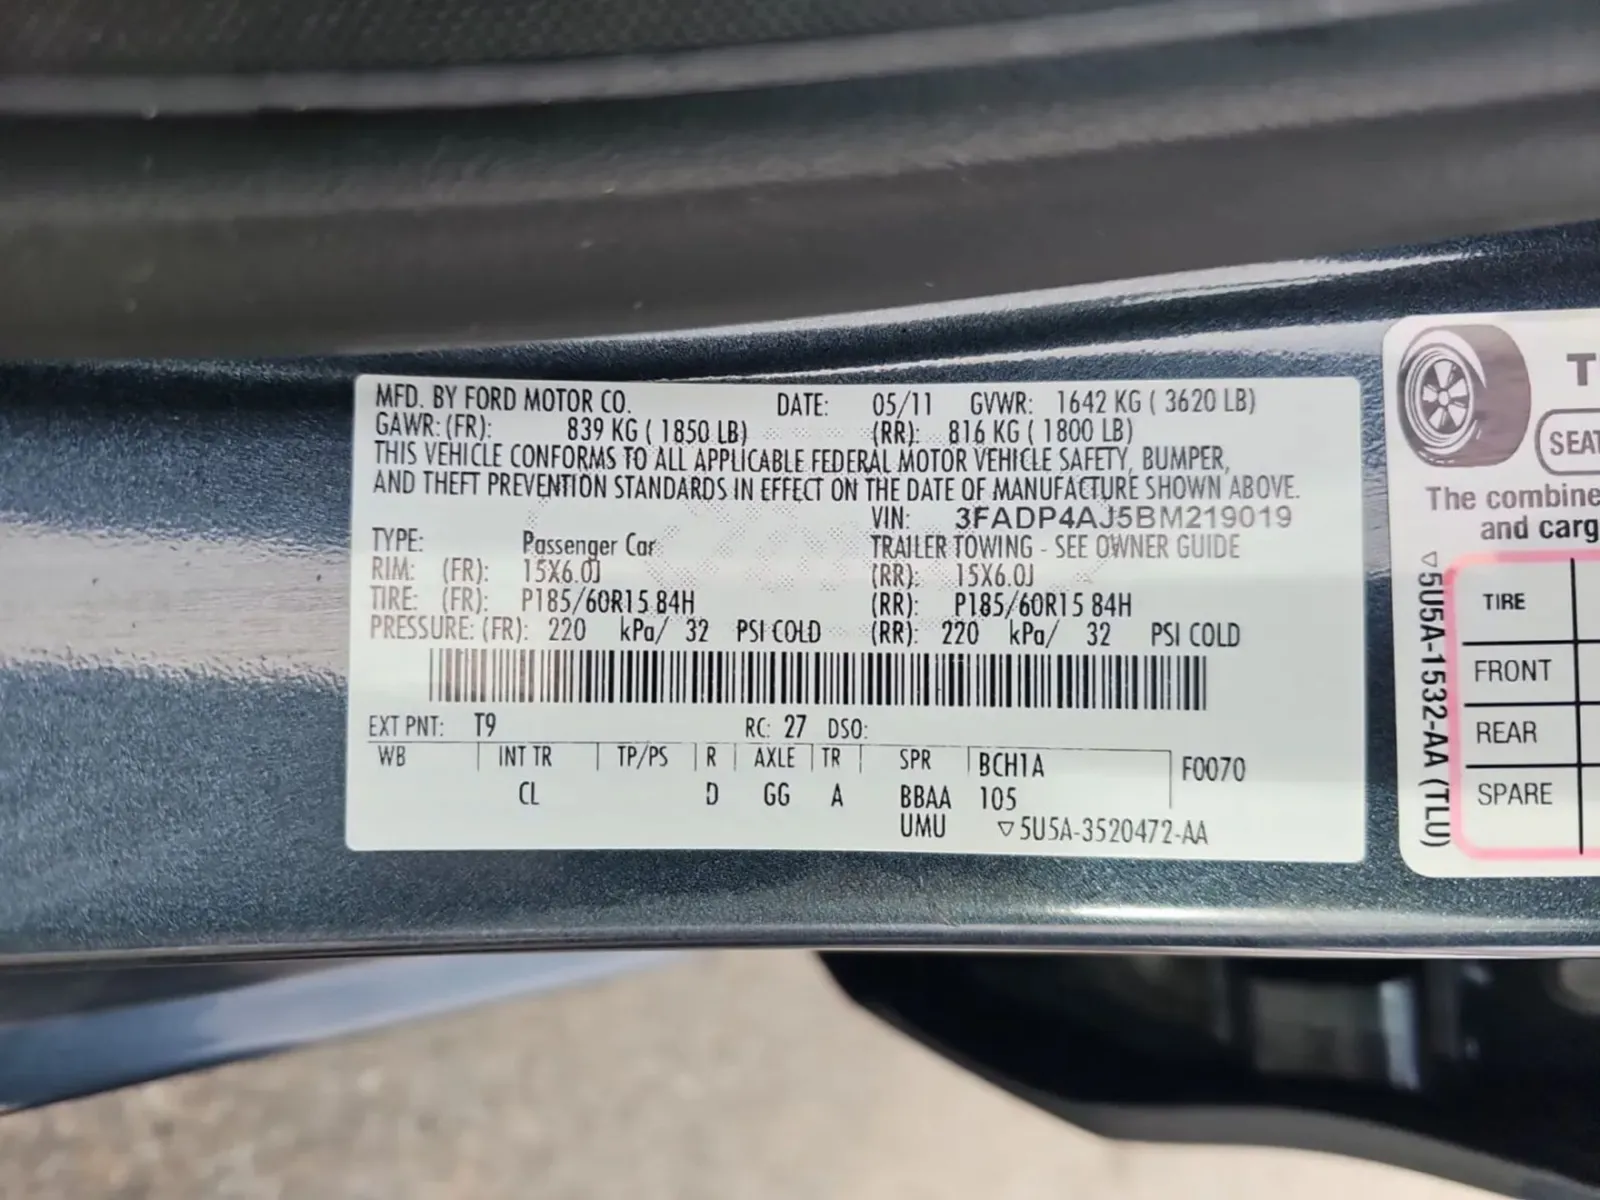 MFD. BY FORD MOTOR CO. DATE: 05/11 GVWR: 1642 KG ( 3620 LB)
GAWR: (FR): 839 KG ( 1850 LB) (RR): 816 KG ( 1800 LB)
THIS VEHICLE CONFORMS TO ALL APPLICABLE FEDERAL MOTOR VEHICLE SAFETY, BUMPER,
AND THEFT PREVENTION STANDARDS IN EFFECT ON THE DATE OF MANUFACTURE SHOWN ABOVE.
VIN: 3FADP4AJ5BM219019
TYPE: Passenger Car TRAILER TOWING - SEE OWNER GUIDE
RIM: (FR): 15X6.0J (RR): 15X6.0J
TIRE: (FR): P185/60R15 84H (RR): P185/60R15 84H
PRESSURE: (FR): 220 kPa/ 32 PSI COLD (RR): 220 kPa/ 32 PSI COLD
EXT PNT: T9 RC: 27 DSO:
WB INT TR TP/PS R AXLE TR SPR BCH1A F0070
CL D GG A BBAA 105
UMU ▽5U5A-3520472-AA
T
SEAT
The combine
and carg
▽5U5A-1532-AA (TLU)
TIRE
FRONT
REAR
SPARE